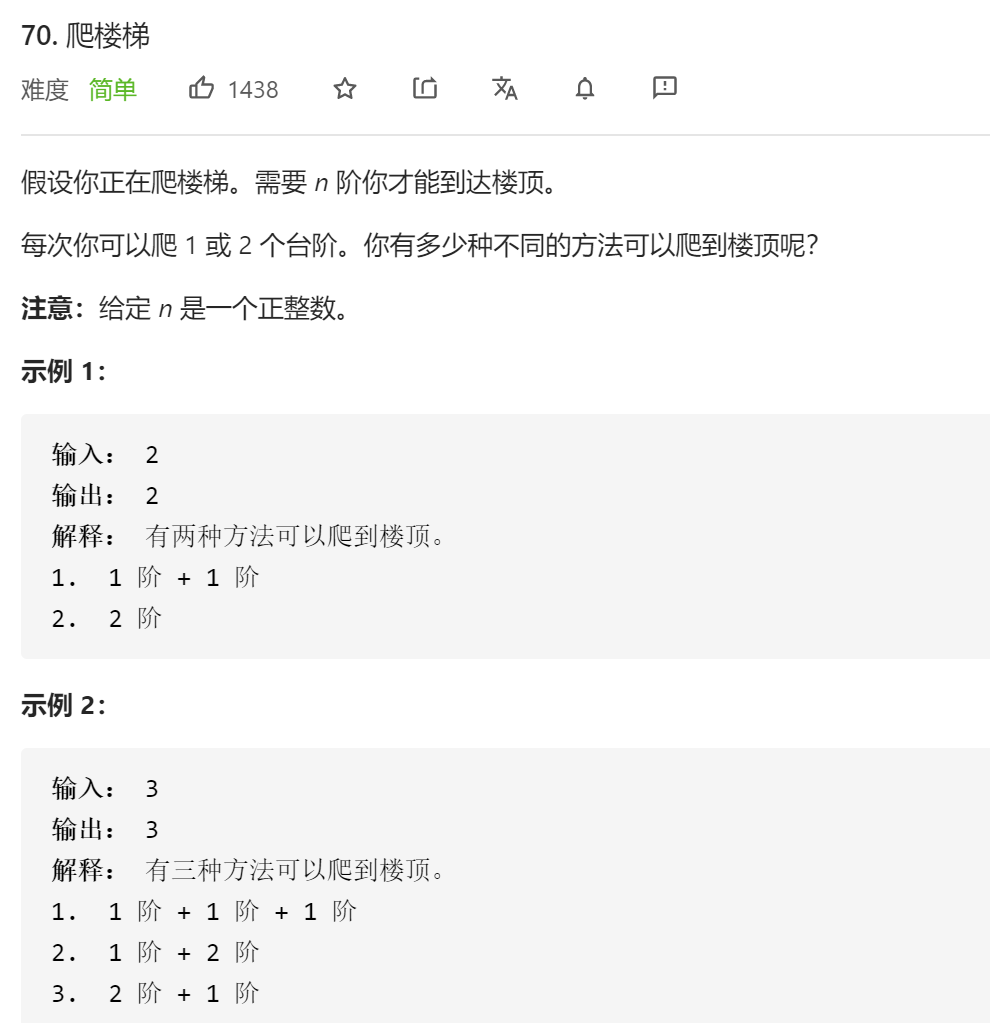 70. 爬楼梯
难度 简单 1438
假设你正在爬楼梯。需要 n 阶你才能到达楼顶。
每次你可以爬 1 或 2 个台阶。你有多少种不同的方法可以爬到楼顶呢?
注意：给定 n 是一个正整数。
示例 1：
输入： 2
输出： 2
解释： 有两种方法可以爬到楼顶。
1. 1 阶 + 1 阶
2. 2 阶
示例 2：
输入： 3
输出： 3
解释： 有三种方法可以爬到楼顶。
1. 1 阶 + 1 阶 + 1 阶
2. 1 阶 + 2 阶
3. 2 阶 + 1 阶